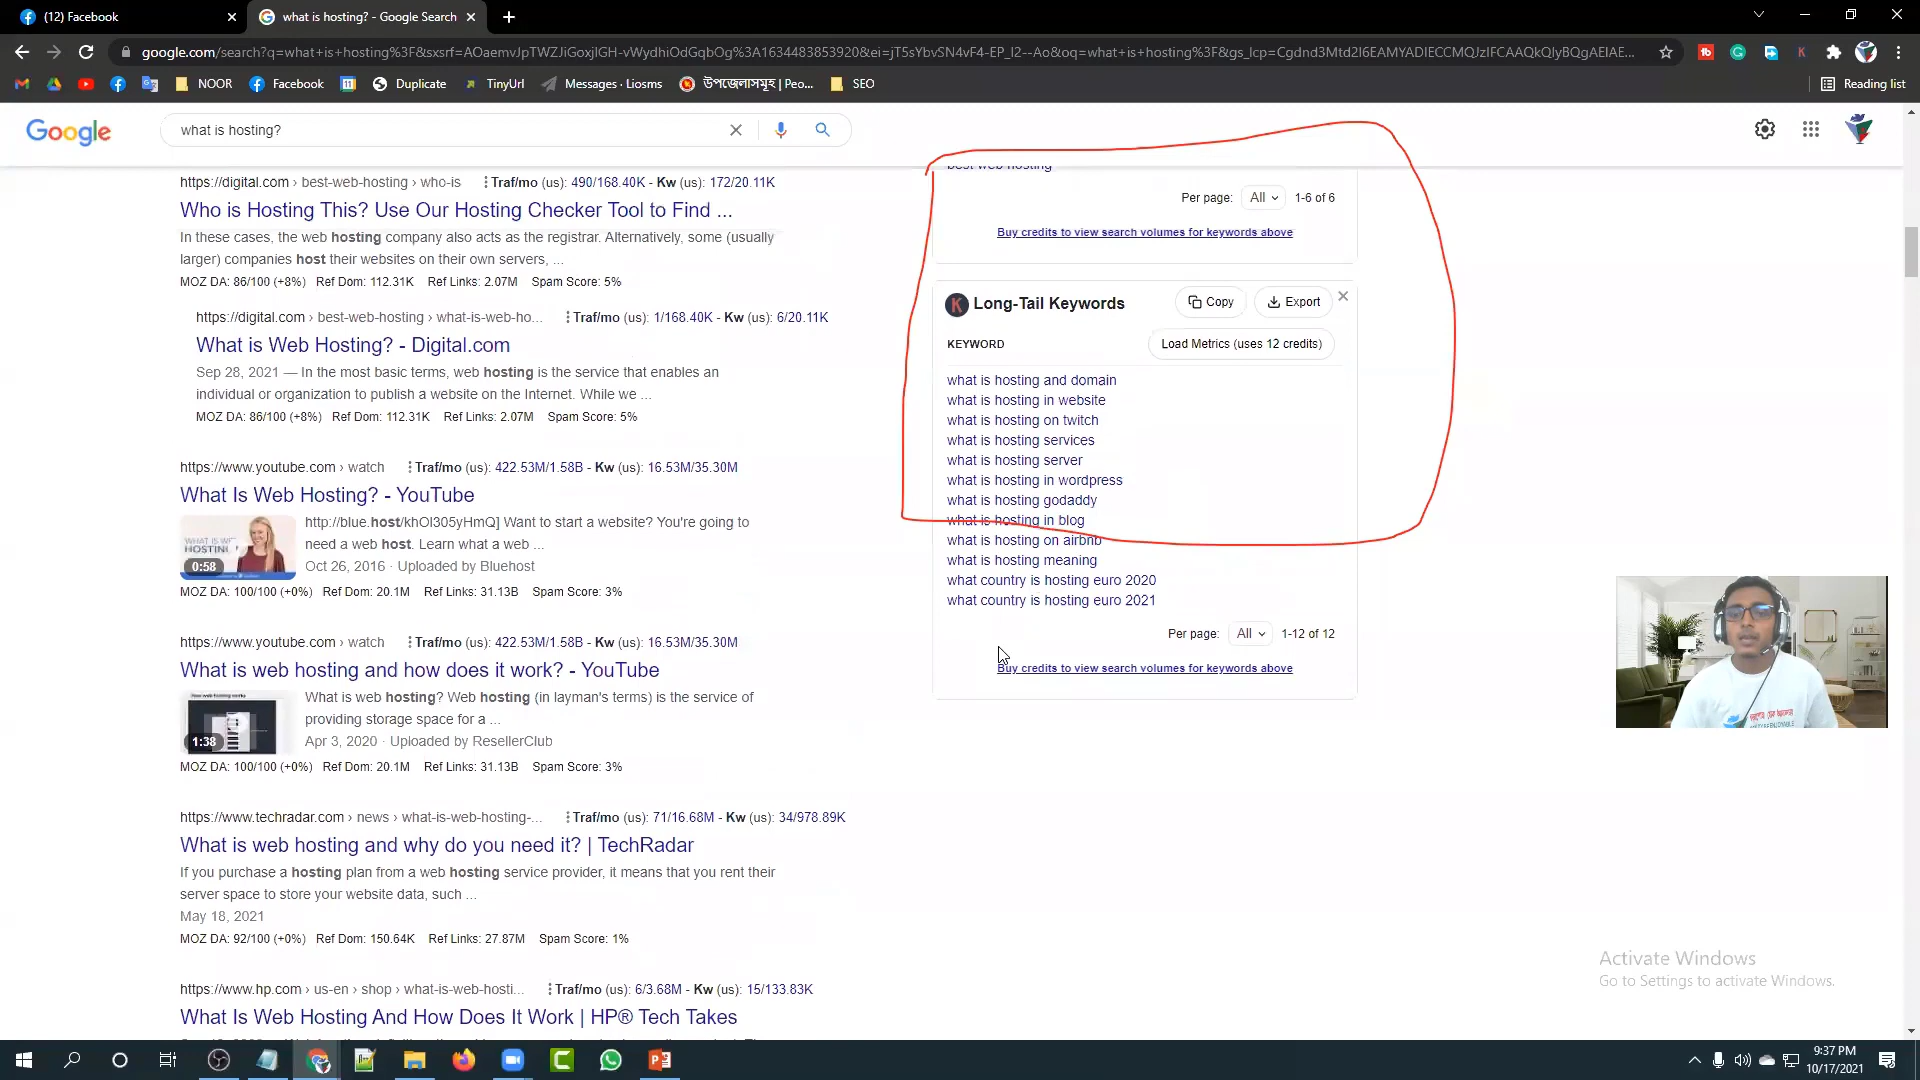 (12) Facebook
what is hosting? - Google Search
google.com/search?q=what+is+hosting%3F&sxsrf=AOaemvJpTWZJiGoxjlGH-vWydhiOdGqbOg%3A1634483853920&ei=jT5sYbvSN4vF4-EP_I2--Ao&oq=what+is+hosting%3F&gs_lcp=Cgdnd3Mtd2l6EAMYADIECCMQJzIFCAAQkQIyBQgAEIAE...
NOOR
Facebook
Duplicate
TinyUrl
Messages · Liosms
উপজেলাসমূহ | Peo...
SEO
Reading list
Google
what is hosting?
https://digital.com › best-web-hosting › who-is
Traf/mo (us): 490/168.40K - Kw (us): 172/20.11K
Who is Hosting This? Use Our Hosting Checker Tool to Find ...
In these cases, the web hosting company also acts as the registrar. Alternatively, some (usually
larger) companies host their websites on their own servers, ...
MOZ DA: 86/100 (+8%) Ref Dom: 112.31K Ref Links: 2.07M Spam Score: 5%
https://digital.com › best-web-hosting › what-is-web-ho...
Traf/mo (us): 1/168.40K - Kw (us): 6/20.11K
What is Web Hosting? - Digital.com
Sep 28, 2021 — In the most basic terms, web hosting is the service that enables an
individual or organization to publish a website on the Internet. While we ...
MOZ DA: 86/100 (+8%) Ref Dom: 112.31K Ref Links: 2.07M Spam Score: 5%
https://www.youtube.com › watch
Traf/mo (us): 422.53M/1.58B - Kw (us): 16.53M/35.30M
What Is Web Hosting? - YouTube
WHAT IS WEB
HOSTING
0:58
http://blue.host/khOl305yHmQ] Want to start a website? You're going to
need a web host. Learn what a web ...
Oct 26, 2016 · Uploaded by Bluehost
MOZ DA: 100/100 (+0%) Ref Dom: 20.1M Ref Links: 31.13B Spam Score: 3%
https://www.youtube.com › watch
Traf/mo (us): 422.53M/1.58B - Kw (us): 16.53M/35.30M
What is web hosting and how does it work? - YouTube
1:38
What is web hosting? Web hosting (in layman's terms) is the service of
providing storage space for a ...
Apr 3, 2020 · Uploaded by ResellerClub
MOZ DA: 100/100 (+0%) Ref Dom: 20.1M Ref Links: 31.13B Spam Score: 3%
https://www.techradar.com › news › what-is-web-hosting-...
Traf/mo (us): 71/16.68M - Kw (us): 34/978.89K
What is web hosting and why do you need it? | TechRadar
If you purchase a hosting plan from a web hosting service provider, it means that you rent their
server space to store your website data, such ...
May 18, 2021
MOZ DA: 92/100 (+0%) Ref Dom: 150.64K Ref Links: 27.87M Spam Score: 1%
https://www.hp.com › us-en › shop › what-is-web-hosti...
Traf/mo (us): 6/3.68M - Kw (us): 15/133.83K
What Is Web Hosting And How Does It Work | HP® Tech Takes
best web hosting
Per page: All 1-6 of 6
Buy credits to view search volumes for keywords above
K Long-Tail Keywords
Copy
Export
KEYWORD
Load Metrics (uses 12 credits)
what is hosting and domain
what is hosting in website
what is hosting on twitch
what is hosting services
what is hosting server
what is hosting in wordpress
what is hosting godaddy
what is hosting in blog
what is hosting on airbnb
what is hosting meaning
what country is hosting euro 2020
what country is hosting euro 2021
Per page: All 1-12 of 12
Buy credits to view search volumes for keywords above
Activate Windows
Go to Settings to activate Windows.
9:37 PM
10/17/2021